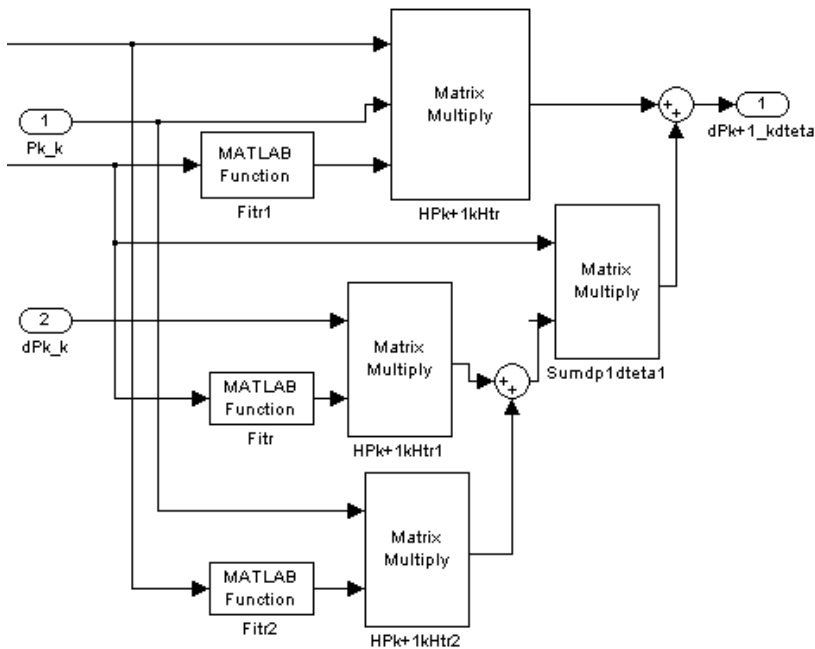 Matrix
Multiply
HPk+1kHtr
1
Pk_k
MATLAB
Function
Fitr1
1
dPk+1_kdteta
Matrix
Multiply
Sumdp1dteta1
2
dPk_k
Matrix
Multiply
HPk+1kHtr1
MATLAB
Function
Fitr
Matrix
Multiply
HPk+1kHtr2
MATLAB
Function
Fitr2